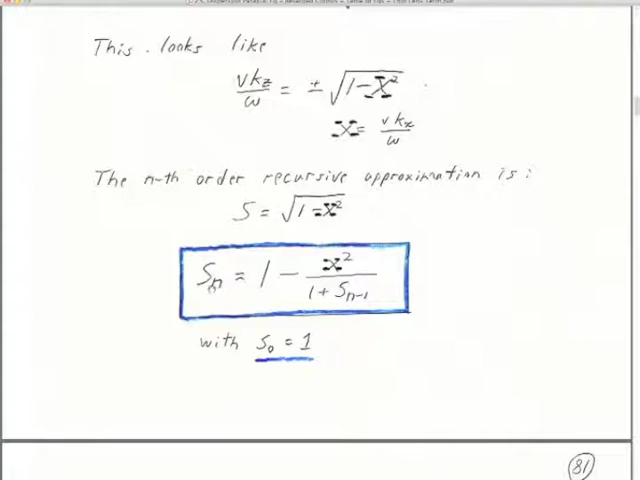 This looks like
vk_z/ω = ± √(1-X²)
X = vk_x/ω
The n-th order recursive approximation is:
S = √(1-X²)
S_n = 1 - X²/(1 + S_{n-1})
with S_0 = 1
81